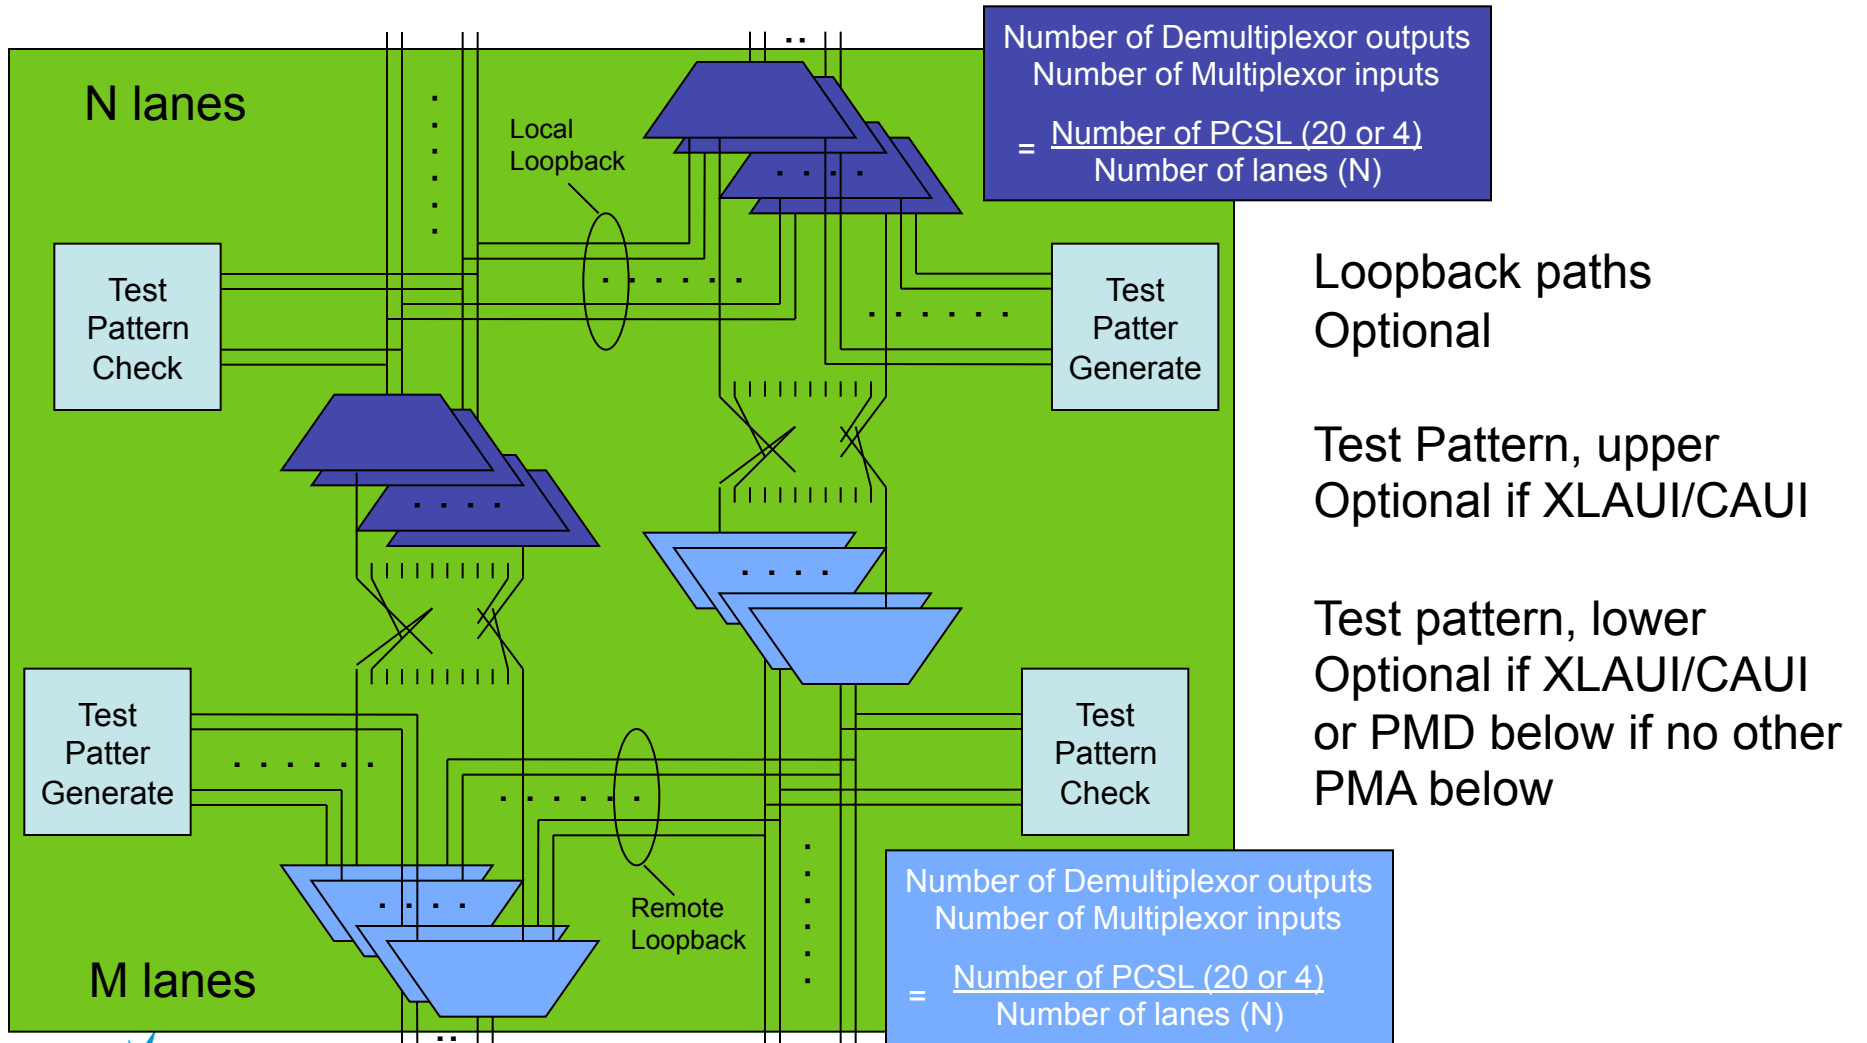 N lanes
Local
Loopback
Number of Demultiplexor outputs
Number of Multiplexor inputs
= Number of PCSL (20 or 4)
Number of lanes (N)
Test
Pattern
Check
Test
Patter
Generate
Loopback paths
Optional
Test Pattern, upper
Optional if XLAUI/CAUI
Test pattern, lower
Optional if XLAUI/CAUI
or PMD below if no other
PMA below
Test
Patter
Generate
Test
Pattern
Check
Remote
Loopback
M lanes
Number of Demultiplexor outputs
Number of Multiplexor inputs
= Number of PCSL (20 or 4)
Number of lanes (N)